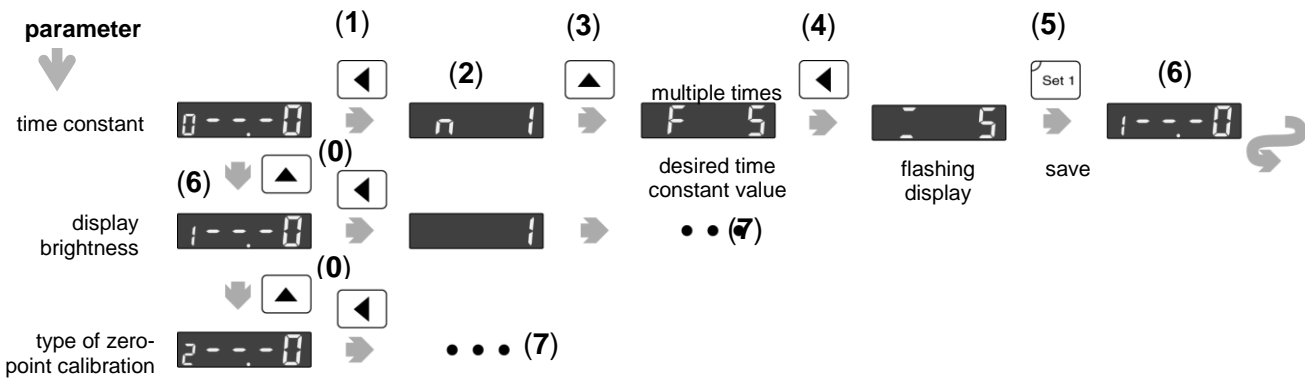 parameter
(1)
(2)
(3)
(4)
(5)
(6)
Set 1
multiple times
time constant
0--.-0
n 1
F 5
5
1--.-0
desired time
constant value
flashing
display
save
(6)
(0)
display
brightness
1--.-0
1
• • • (7)
(0)
type of zero-
point calibration
2--.-0
• • • (7)